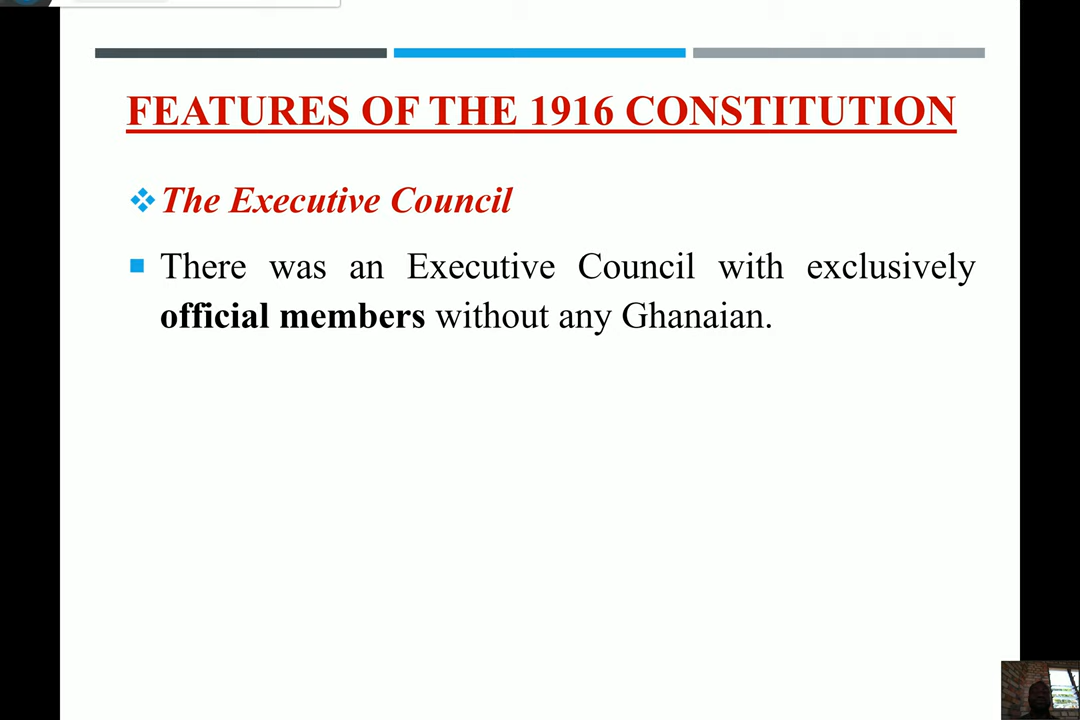 FEATURES OF THE 1916 CONSTITUTION
The Executive Council
There was an Executive Council with exclusively
official members without any Ghanaian.